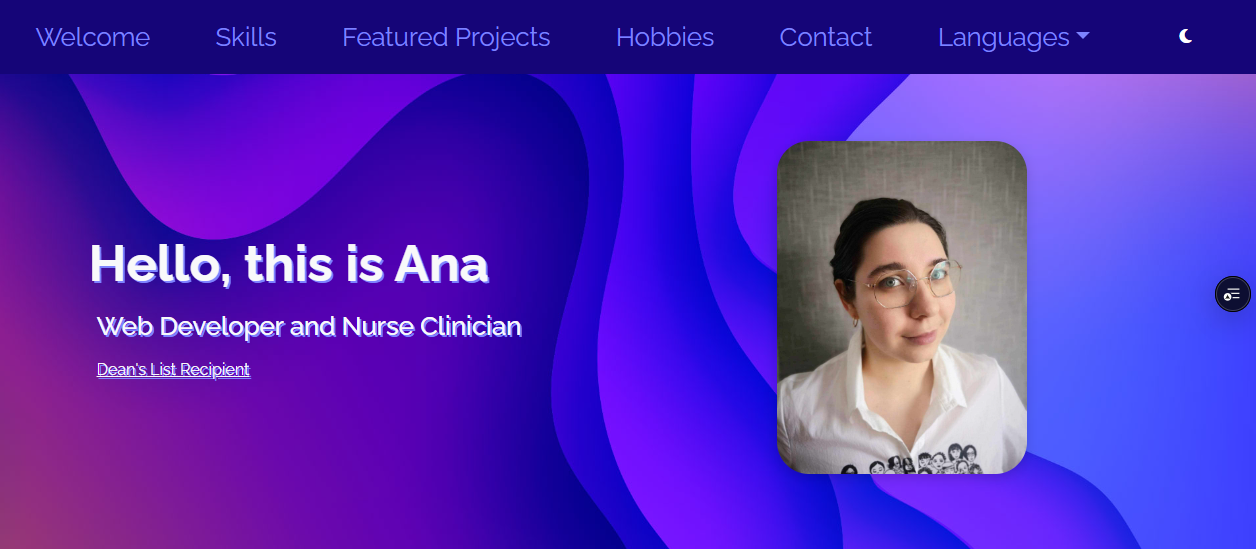 Welcome Skills Featured Projects Hobbies Contact Languages
Hello, this is Ana
Web Developer and Nurse Clinician
Dean's List Recipient